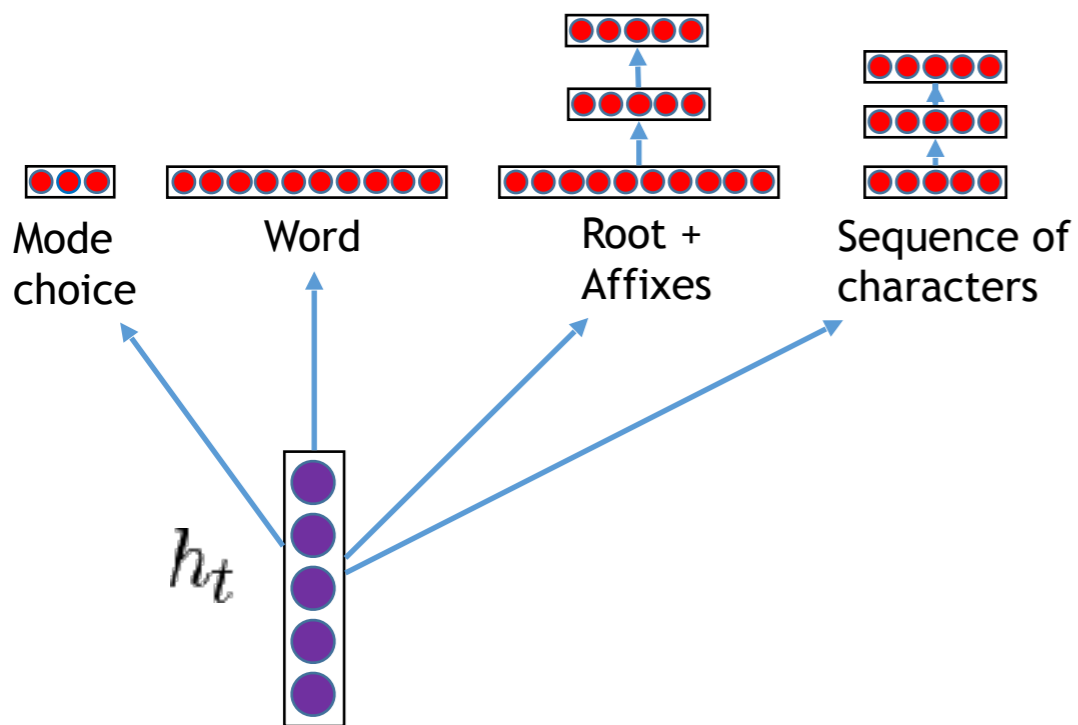 Mode
choice
Word
Root +
Affixes
Sequence of
characters
h_t